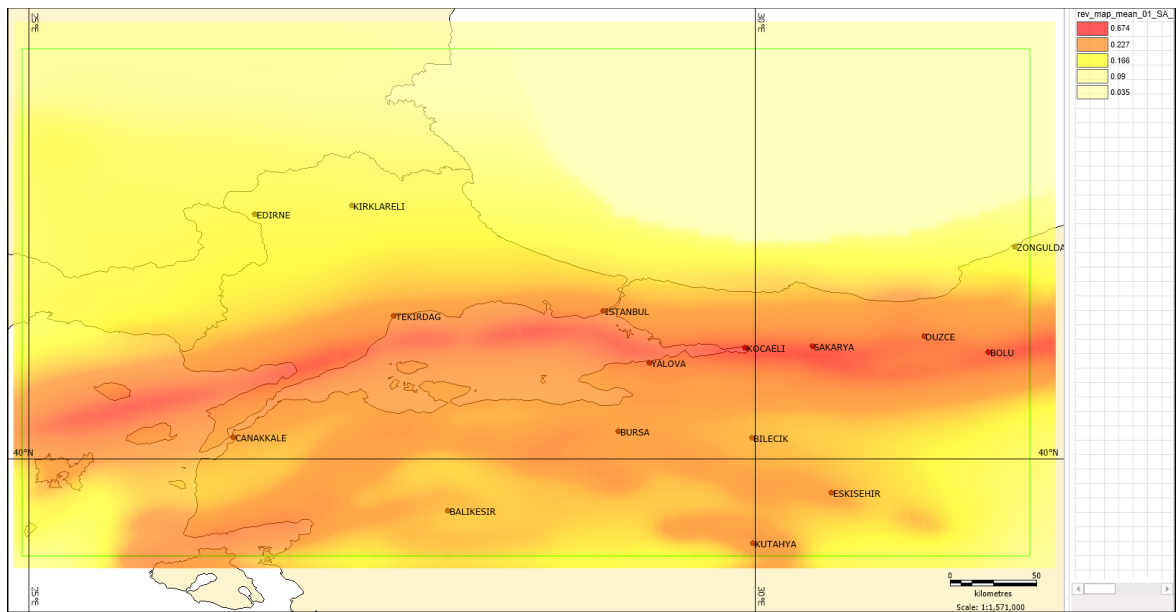 25°E
30°E
rev_map_mean_01_SA_
0.674
0.227
0.166
0.09
0.035
EDIRNE
KIRKLARELI
ZONGULDA
TEKIRDAG
ISTANBUL
KOCAELI
SAKARYA
DUZCE
BOLU
YALOVA
CANAKKALE
BURSA
BILECIK
40°N
40°N
ESKISEHIR
BALIKESIR
KUTAHYA
0 50
kilometres
Scale: 1:1,571,000
25°E
30°E